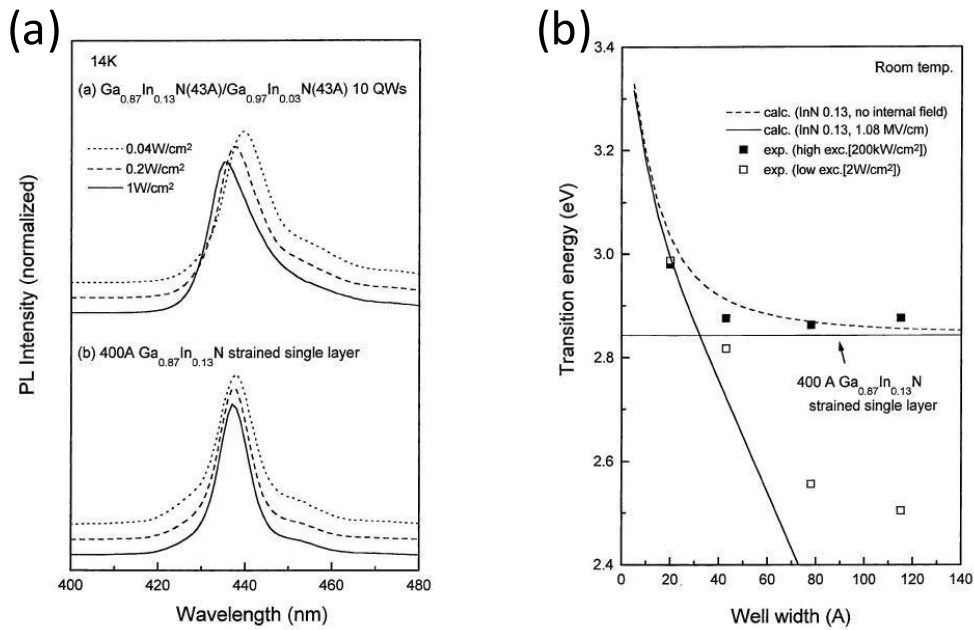 (a)
14K
(a) Ga0.87In0.13N(43A)/Ga0.97In0.03N(43A) 10 QWs
0.04W/cm²
0.2W/cm²
1W/cm²
(b) 400A Ga0.87In0.13N strained single layer
PL Intensity (normalized)
400 420 440 460 480
Wavelength (nm)
(b)
Room temp.
calc. (InN 0.13, no internal field)
calc. (InN 0.13, 1.08 MV/cm)
exp. (high exc.[200kW/cm²])
exp. (low exc.[2W/cm²])
400 A Ga0.87In0.13N
strained single layer
Transition energy (eV)
3.4
3.2
3.0
2.8
2.6
2.4
0 20 40 60 80 100 120 140
Well width (A)